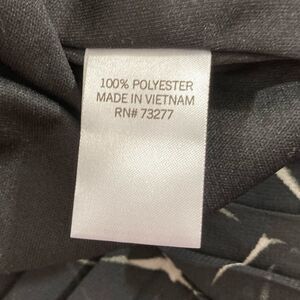 100% POLYESTER
MADE IN VIETNAM
RN# 73277